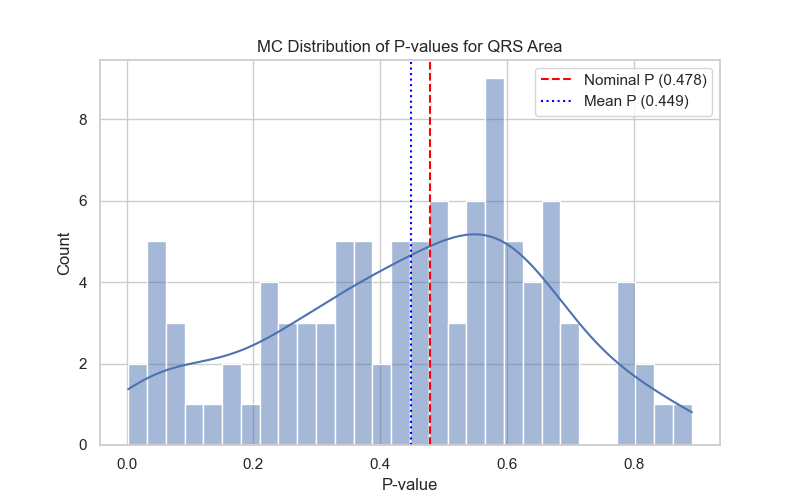 MC Distribution of P-values for QRS Area
Nominal P (0.478)
Mean P (0.449)
Count
8
6
4
2
0
0.0 0.2 0.4 0.6 0.8
P-value